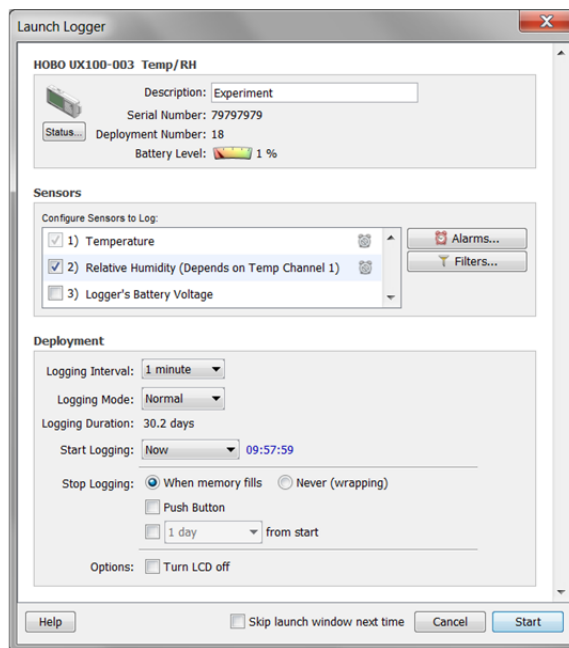 Launch Logger
HOBO UX100-003 Temp/RH
Description: Experiment
Serial Number: 79797979
Status... Deployment Number: 18
Battery Level: 1 %
Sensors
Configure Sensors to Log:
1) Temperature
Alarms...
2) Relative Humidity (Depends on Temp Channel 1)
Filters...
3) Logger's Battery Voltage
Deployment
Logging Interval: 1 minute
Logging Mode: Normal
Logging Duration: 30.2 days
Start Logging: Now 09:57:59
Stop Logging: When memory fills Never (wrapping)
Push Button
1 day from start
Options: Turn LCD off
Help Skip launch window next time Cancel Start